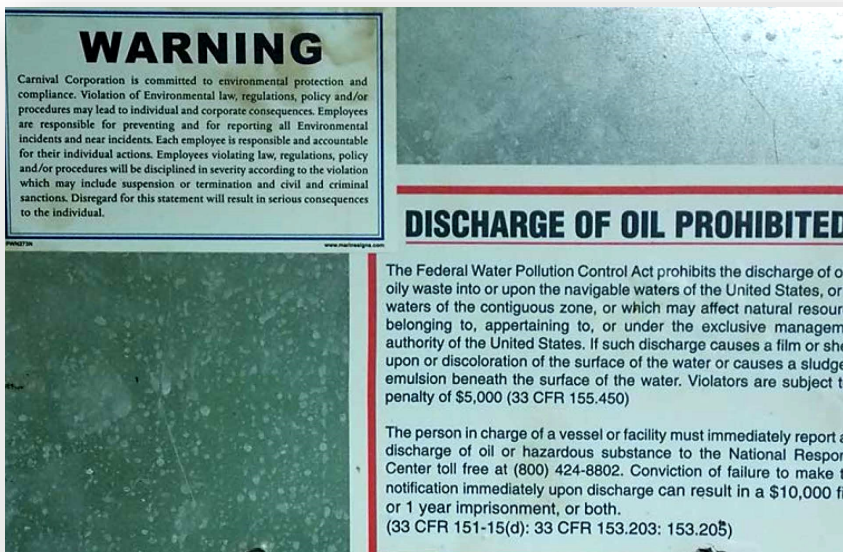 WARNING
Carnival Corporation is committed to environmental protection and
compliance. Violation of Environmental law, regulations, policy and/or
procedures may lead to individual and corporate consequences. Employees
are responsible for preventing and for reporting all Environmental
incidents and near incidents. Each employee is responsible and accountable
for their individual actions. Employees violating law, regulations, policy
and/or procedures will be disciplined in severity according to the violation
which may include suspension or termination and civil and criminal
sanctions. Disregard for this statement will result in serious consequences
to the individual.
www.martresigns.com
DISCHARGE OF OIL PROHIBITED
The Federal Water Pollution Control Act prohibits the discharge of o
oily waste into or upon the navigable waters of the United States, or
waters of the contiguous zone, or which may affect natural resour
belonging to, appertaining to, or under the exclusive managem
authority of the United States. If such discharge causes a film or she
upon or discoloration of the surface of the water or causes a sludge
emulsion beneath the surface of the water. Violators are subject t
penalty of $5,000 (33 CFR 155.450)
The person in charge of a vessel or facility must immediately report a
discharge of oil or hazardous substance to the National Respon
Center toll free at (800) 424-8802. Conviction of failure to make t
notification immediately upon discharge can result in a $10,000 fi
or 1 year imprisonment, or both.
(33 CFR 151-15(d): 33 CFR 153.203: 153.205)